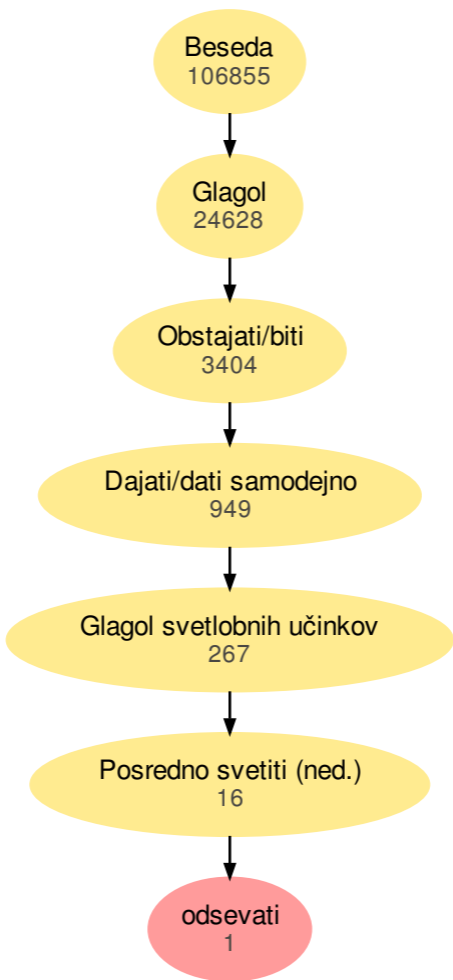 Beseda
106855
Glagol
24628
Obstajati/biti
3404
Dajati/dati samodejno
949
Glagol svetlobnih učinkov
267
Posredno svetiti (ned.)
16
odsevati
1